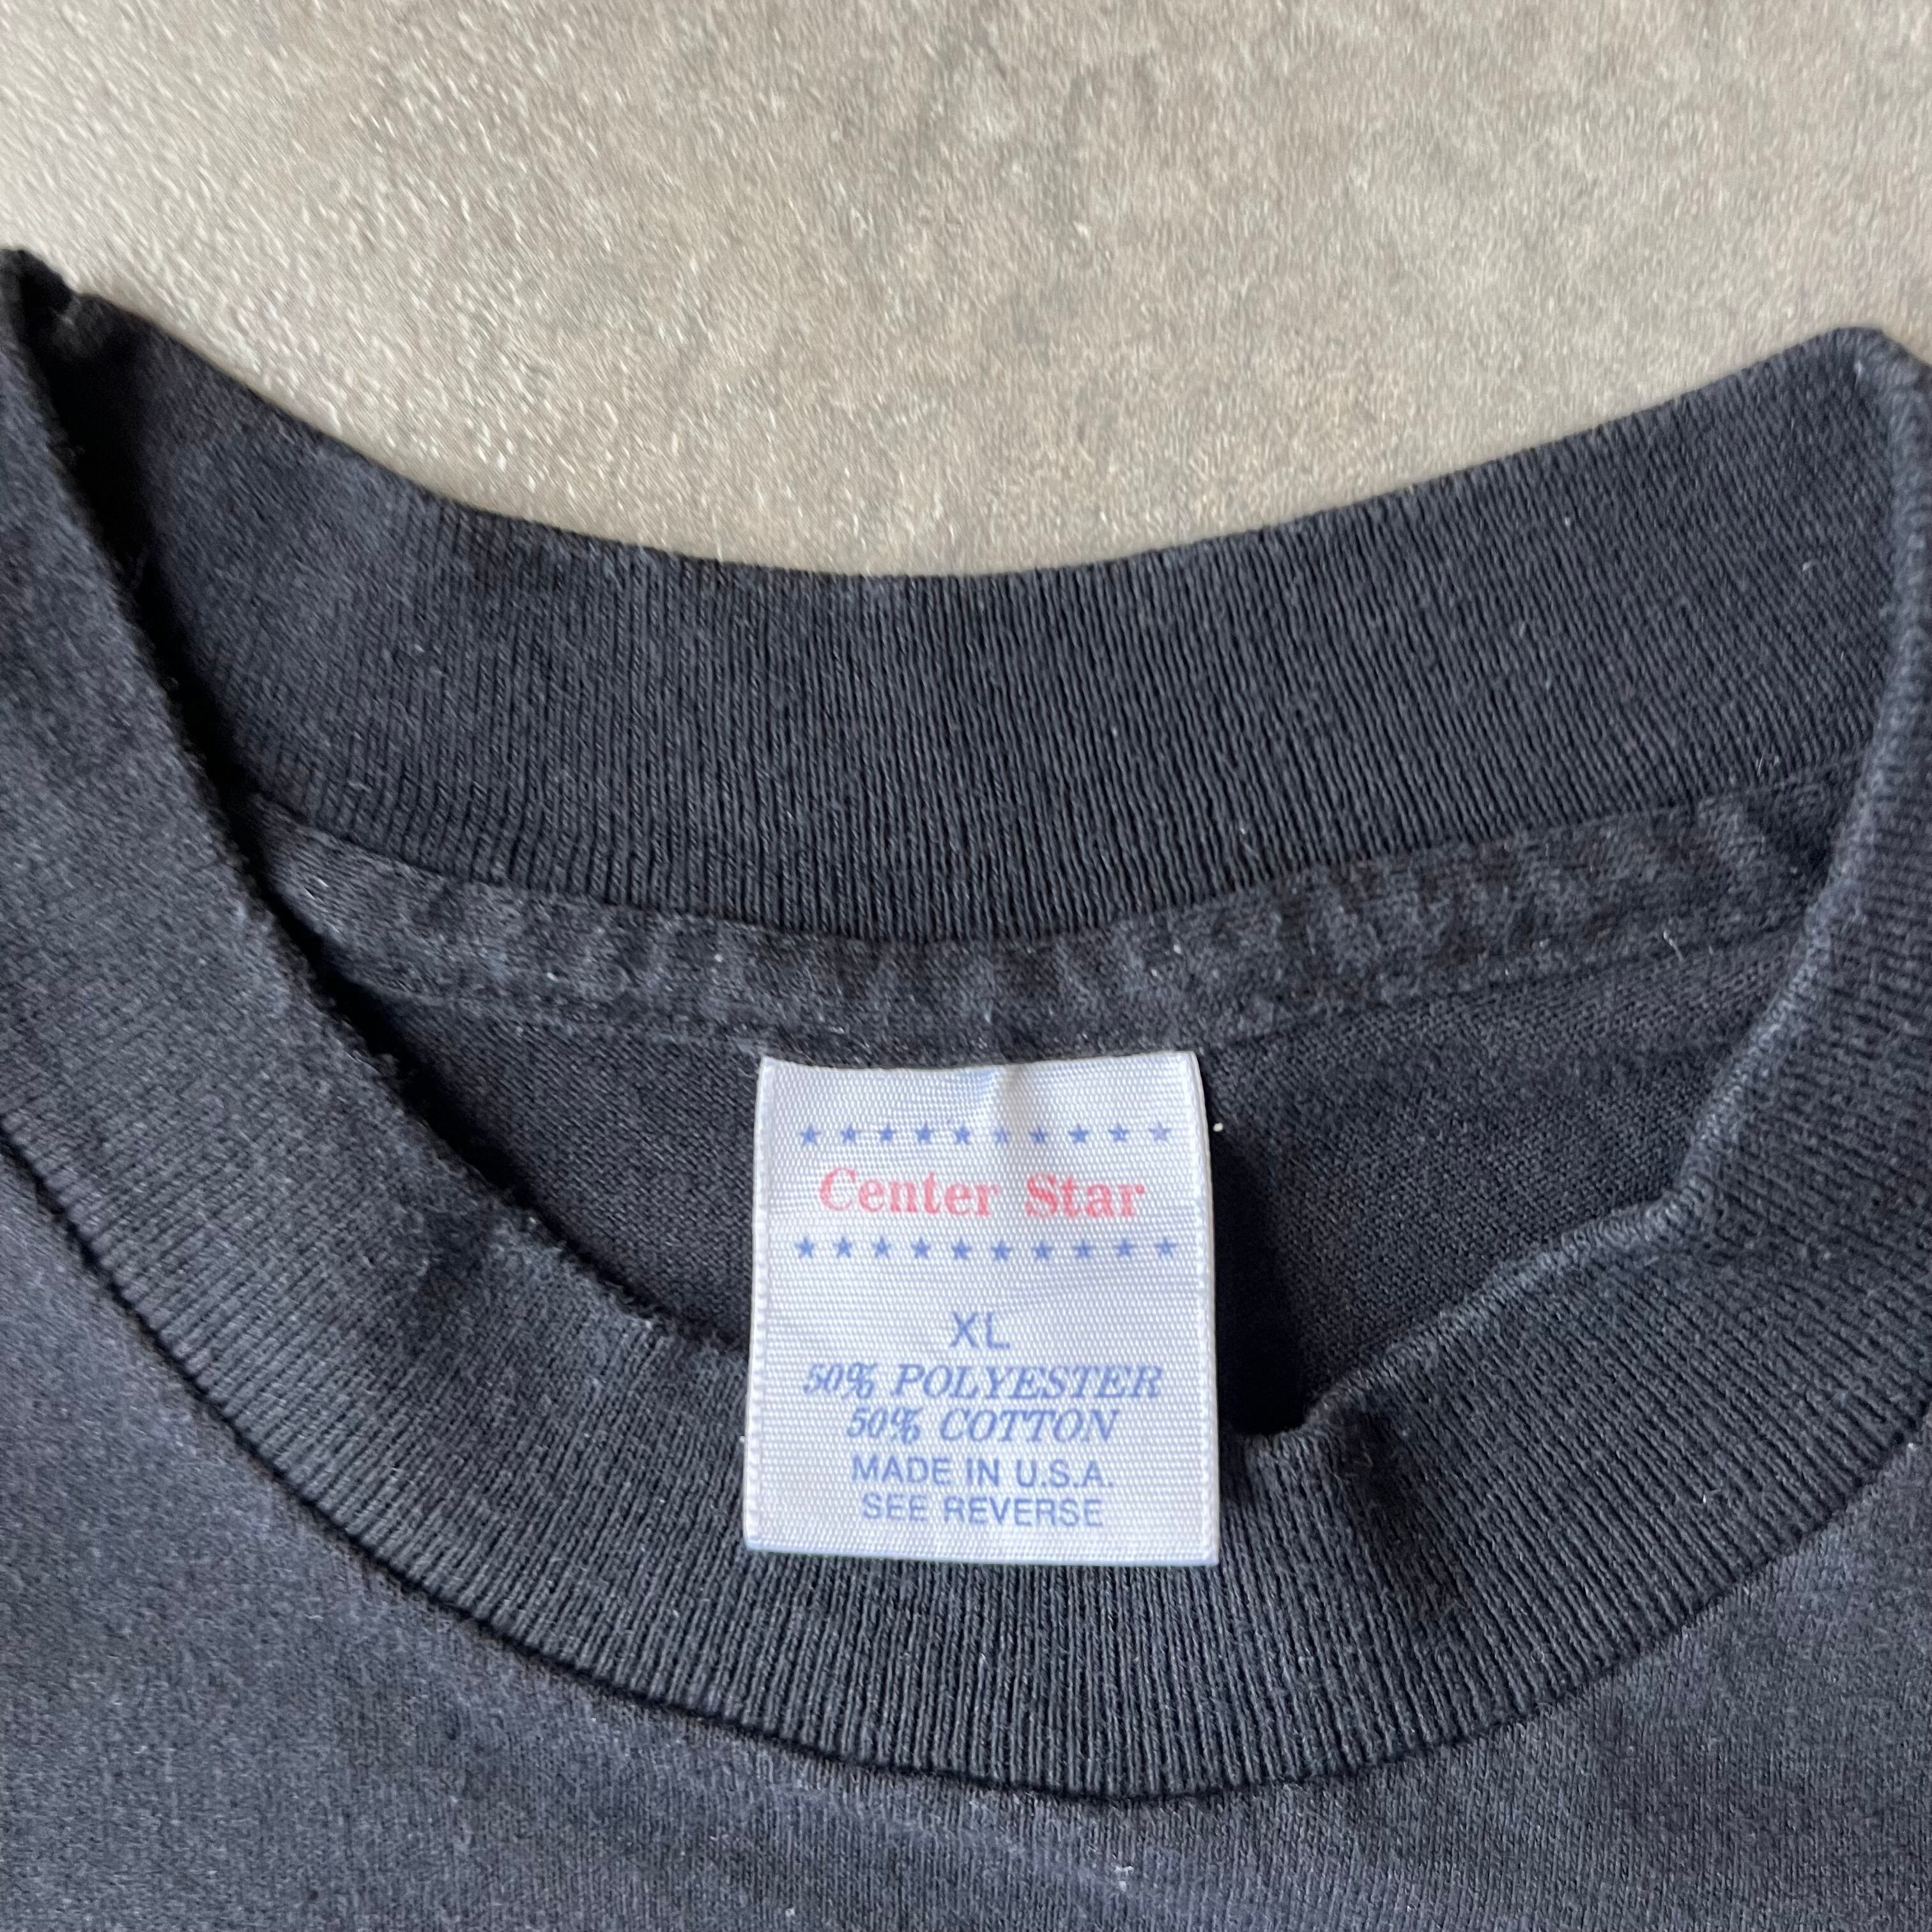 Center Star
XL
50% POLYESTER
50% COTTON
MADE IN U.S.A.
SEE REVERSE